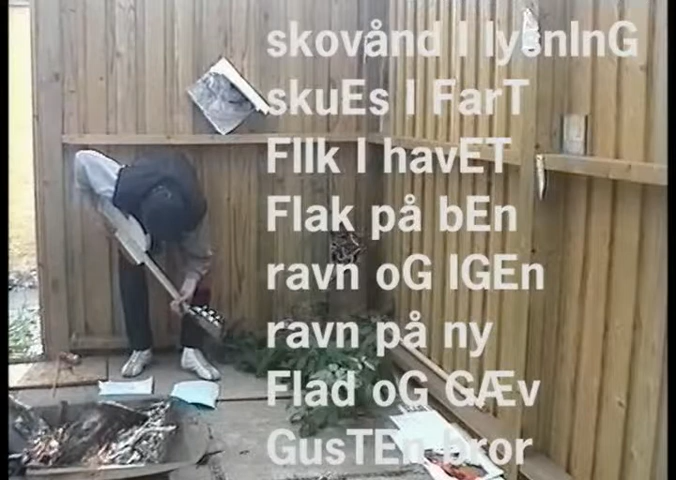 skovånd I lysnInG
skuEs I FarT
FlIk I havET
Flak på bEn
ravn oG IGEn
ravn på ny
Flad oG GÆv
GusTEn bror